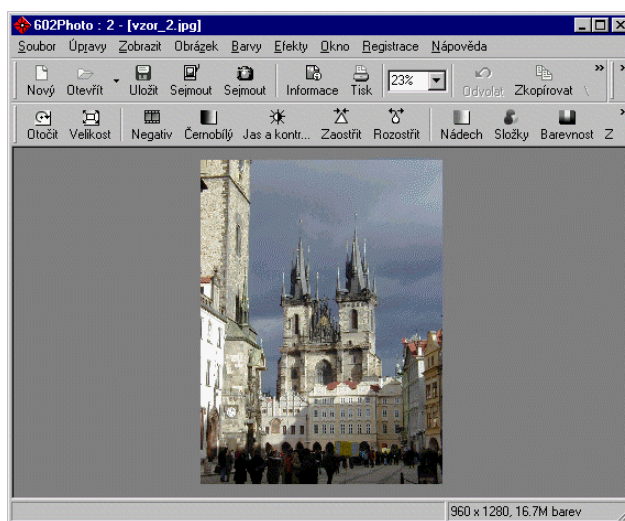 602Photo : 2 - [vzor_2.jpg]
Soubor Úpravy Zobrazit Obrázek Barvy Efekty Okno Registrace Nápověda
Nový Otevřít Uložit Sejmout Sejmout Informace Tisk 23% Odvolat Zkopírovat
Otočit Velikost Negativ Černobílý Jas a kontr... Zaostřit Rozostřit Nádech Složky Barevnost Z
960 x 1280, 16.7M barev